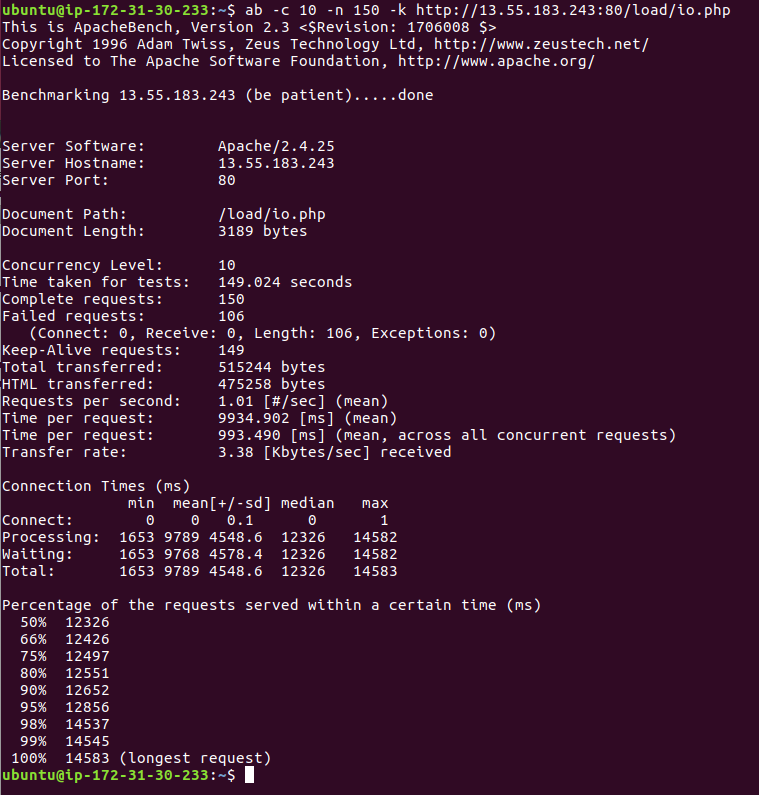 ubuntu@ip-172-31-30-233:~$ ab -c 10 -n 150 -k http://13.55.183.243:80/load/io.php
This is ApacheBench, Version 2.3 <$Revision: 1706008 $>
Copyright 1996 Adam Twiss, Zeus Technology Ltd, http://www.zeustech.net/
Licensed to The Apache Software Foundation, http://www.apache.org/

Benchmarking 13.55.183.243 (be patient).....done


Server Software:        Apache/2.4.25
Server Hostname:        13.55.183.243
Server Port:            80

Document Path:          /load/io.php
Document Length:        3189 bytes

Concurrency Level:      10
Time taken for tests:   149.024 seconds
Complete requests:      150
Failed requests:        106
   (Connect: 0, Receive: 0, Length: 106, Exceptions: 0)
Keep-Alive requests:    149
Total transferred:      515244 bytes
HTML transferred:       475258 bytes
Requests per second:    1.01 [#/sec] (mean)
Time per request:       9934.902 [ms] (mean)
Time per request:       993.490 [ms] (mean, across all concurrent requests)
Transfer rate:          3.38 [Kbytes/sec] received

Connection Times (ms)
              min  mean[+/-sd] median   max
Connect:        0    0   0.1      0       1
Processing:  1653 9789 4548.6  12326   14582
Waiting:     1653 9768 4578.4  12326   14582
Total:       1653 9789 4548.6  12326   14583

Percentage of the requests served within a certain time (ms)
  50%  12326
  66%  12426
  75%  12497
  80%  12551
  90%  12652
  95%  12856
  98%  14537
  99%  14545
 100%  14583 (longest request)
ubuntu@ip-172-31-30-233:~$